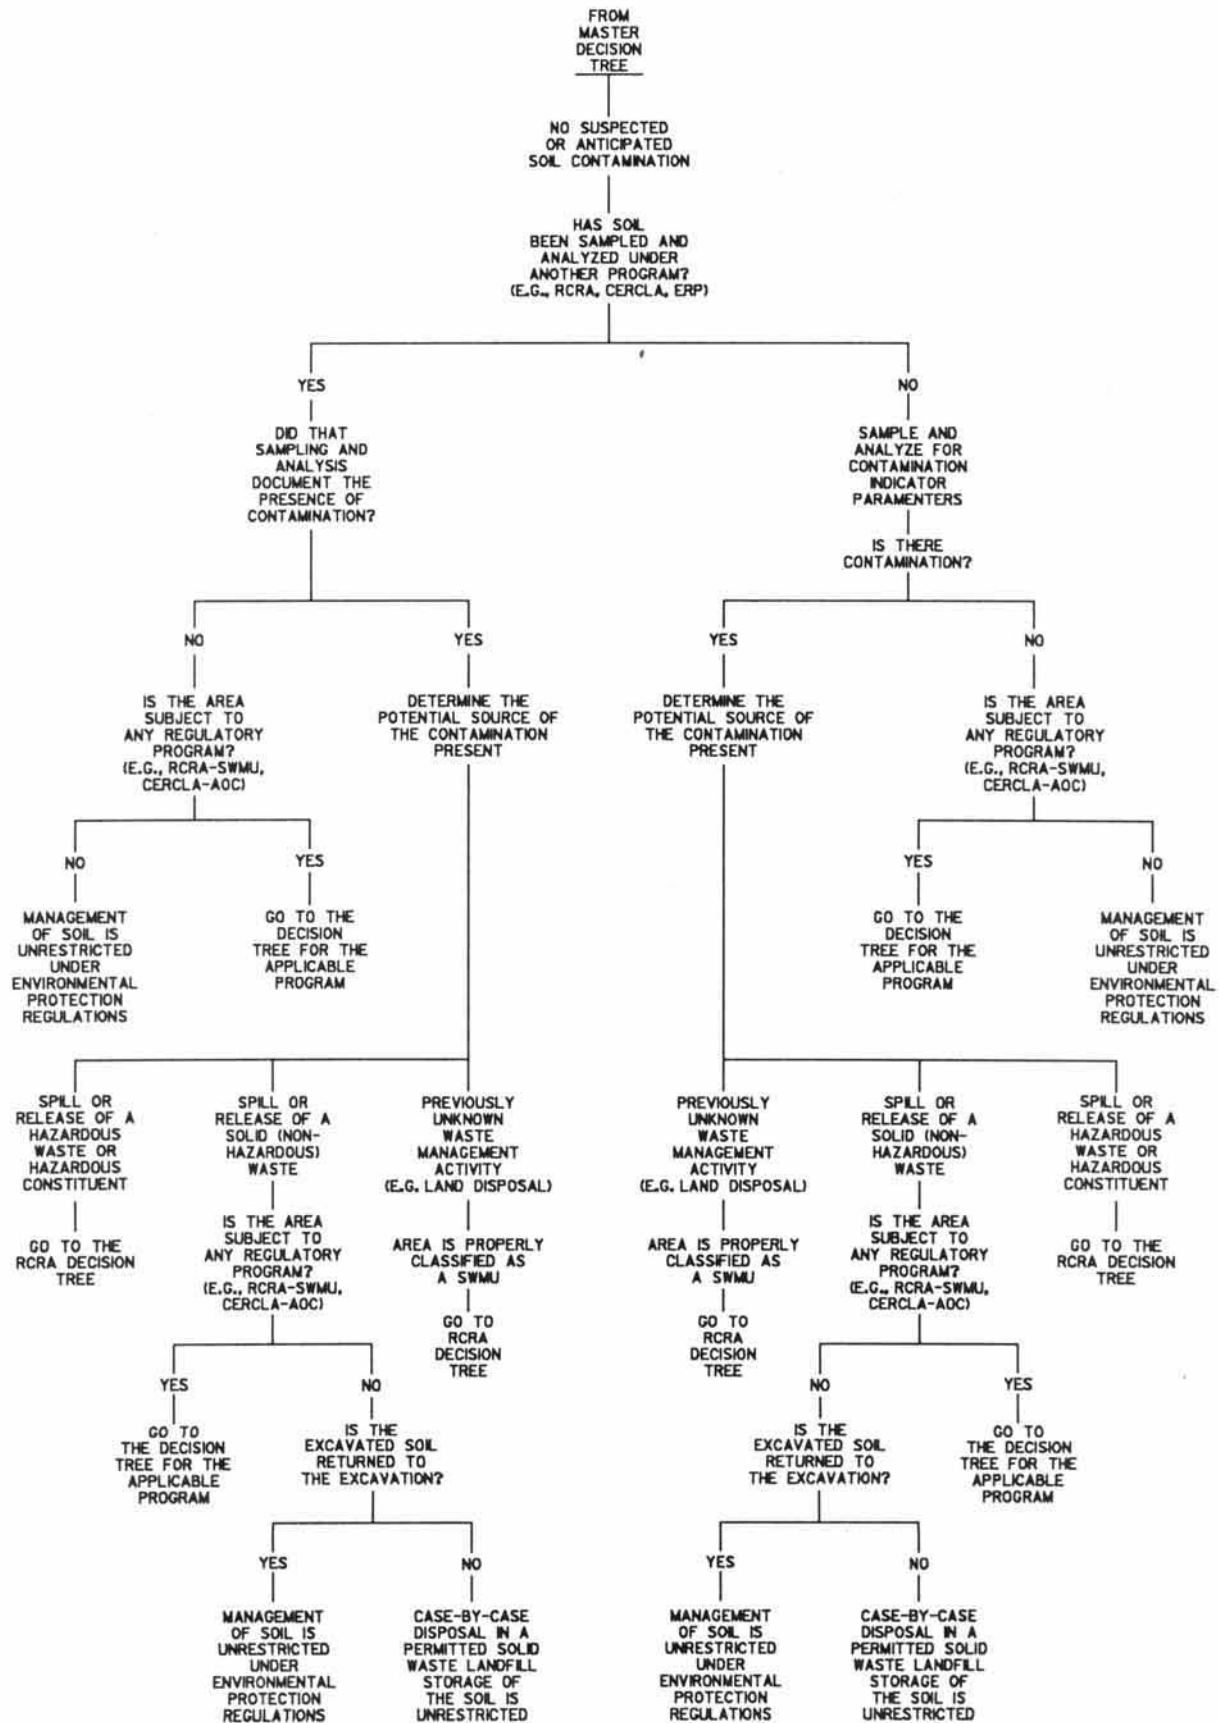 FROM
MASTER
DECISION
TREE
NO SUSPECTED
OR ANTICIPATED
SOIL CONTAMINATION
HAS SOIL
BEEN SAMPLED AND
ANALYZED UNDER
ANOTHER PROGRAM?
(E.G., RCRA, CERCLA, ERP)
YES
DID THAT
SAMPLING AND
ANALYSIS
DOCUMENT THE
PRESENCE OF
CONTAMINATION?
NO
SAMPLE AND
ANALYZE FOR
CONTAMINATION
INDICATOR
PARAMENTERS
IS THERE
CONTAMINATION?
NO
IS THE AREA
SUBJECT TO
ANY REGULATORY
PROGRAM?
(E.G., RCRA-SWMU,
CERCLA-AOC)
YES
DETERMINE THE
POTENTIAL SOURCE OF
THE CONTAMINATION
PRESENT
YES
DETERMINE THE
POTENTIAL SOURCE OF
THE CONTAMINATION
PRESENT
NO
IS THE AREA
SUBJECT TO
ANY REGULATORY
PROGRAM?
(E.G., RCRA-SWMU,
CERCLA-AOC)
NO
MANAGEMENT
OF SOIL IS
UNRESTRICTED
UNDER
ENVIRONMENTAL
PROTECTION
REGULATIONS
YES
GO TO THE
DECISION
TREE FOR THE
APPLICABLE
PROGRAM
YES
GO TO THE
DECISION
TREE FOR THE
APPLICABLE
PROGRAM
NO
MANAGEMENT
OF SOIL IS
UNRESTRICTED
UNDER
ENVIRONMENTAL
PROTECTION
REGULATIONS
SPILL OR
RELEASE OF A
HAZARDOUS
WASTE OR
HAZARDOUS
CONSTITUENT
GO TO THE
RCRA DECISION
TREE
SPILL OR
RELEASE OF A
SOLID (NON-
HAZARDOUS)
WASTE
IS THE AREA
SUBJECT TO
ANY REGULATORY
PROGRAM?
(E.G., RCRA-SWMU,
CERCLA-AOC)
PREVIOUSLY
UNKNOWN
WASTE
MANAGEMENT
ACTIVITY
(E.G. LAND DISPOSAL)
AREA IS PROPERLY
CLASSIFIED AS
A SWMU
GO TO
RCRA
DECISION
TREE
PREVIOUSLY
UNKNOWN
WASTE
MANAGEMENT
ACTIVITY
(E.G. LAND DISPOSAL)
AREA IS PROPERLY
CLASSIFIED AS
A SWMU
GO TO
RCRA
DECISION
TREE
SPILL OR
RELEASE OF A
SOLID (NON-
HAZARDOUS)
WASTE
IS THE AREA
SUBJECT TO
ANY REGULATORY
PROGRAM?
(E.G., RCRA-SWMU,
CERCLA-AOC)
SPILL OR
RELEASE OF A
HAZARDOUS
WASTE OR
HAZARDOUS
CONSTITUENT
GO TO THE
RCRA DECISION
TREE
YES
GO TO
THE DECISION
TREE FOR THE
APPLICABLE
PROGRAM
NO
IS THE
EXCAVATED SOIL
RETURNED TO
THE EXCAVATION?
NO
IS THE
EXCAVATED SOIL
RETURNED TO
THE EXCAVATION?
YES
GO TO
THE DECISION
TREE FOR THE
APPLICABLE
PROGRAM
YES
MANAGEMENT
OF SOIL IS
UNRESTRICTED
UNDER
ENVIRONMENTAL
PROTECTION
REGULATIONS
NO
CASE-BY-CASE
DISPOSAL IN A
PERMITTED SOLID
WASTE LANDFILL
STORAGE OF
THE SOIL IS
UNRESTRICTED
YES
MANAGEMENT
OF SOIL IS
UNRESTRICTED
UNDER
ENVIRONMENTAL
PROTECTION
REGULATIONS
NO
CASE-BY-CASE
DISPOSAL IN A
PERMITTED SOLID
WASTE LANDFILL
STORAGE OF
THE SOIL IS
UNRESTRICTED